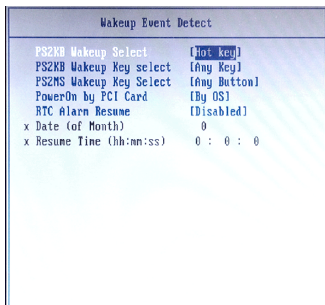 Wakeup Event Detect
PS2KB Wakeup Select [Hot key]
PS2KB Wakeup Key select [Any Key]
PS2MS Wakeup Key Select [Any Button]
PowerOn by PCI Card [By OS]
RTC Alarm Resume [Disabled]
x Date (of Month) 0
x Resume Time (hh:mm:ss) 0 : 0 : 0